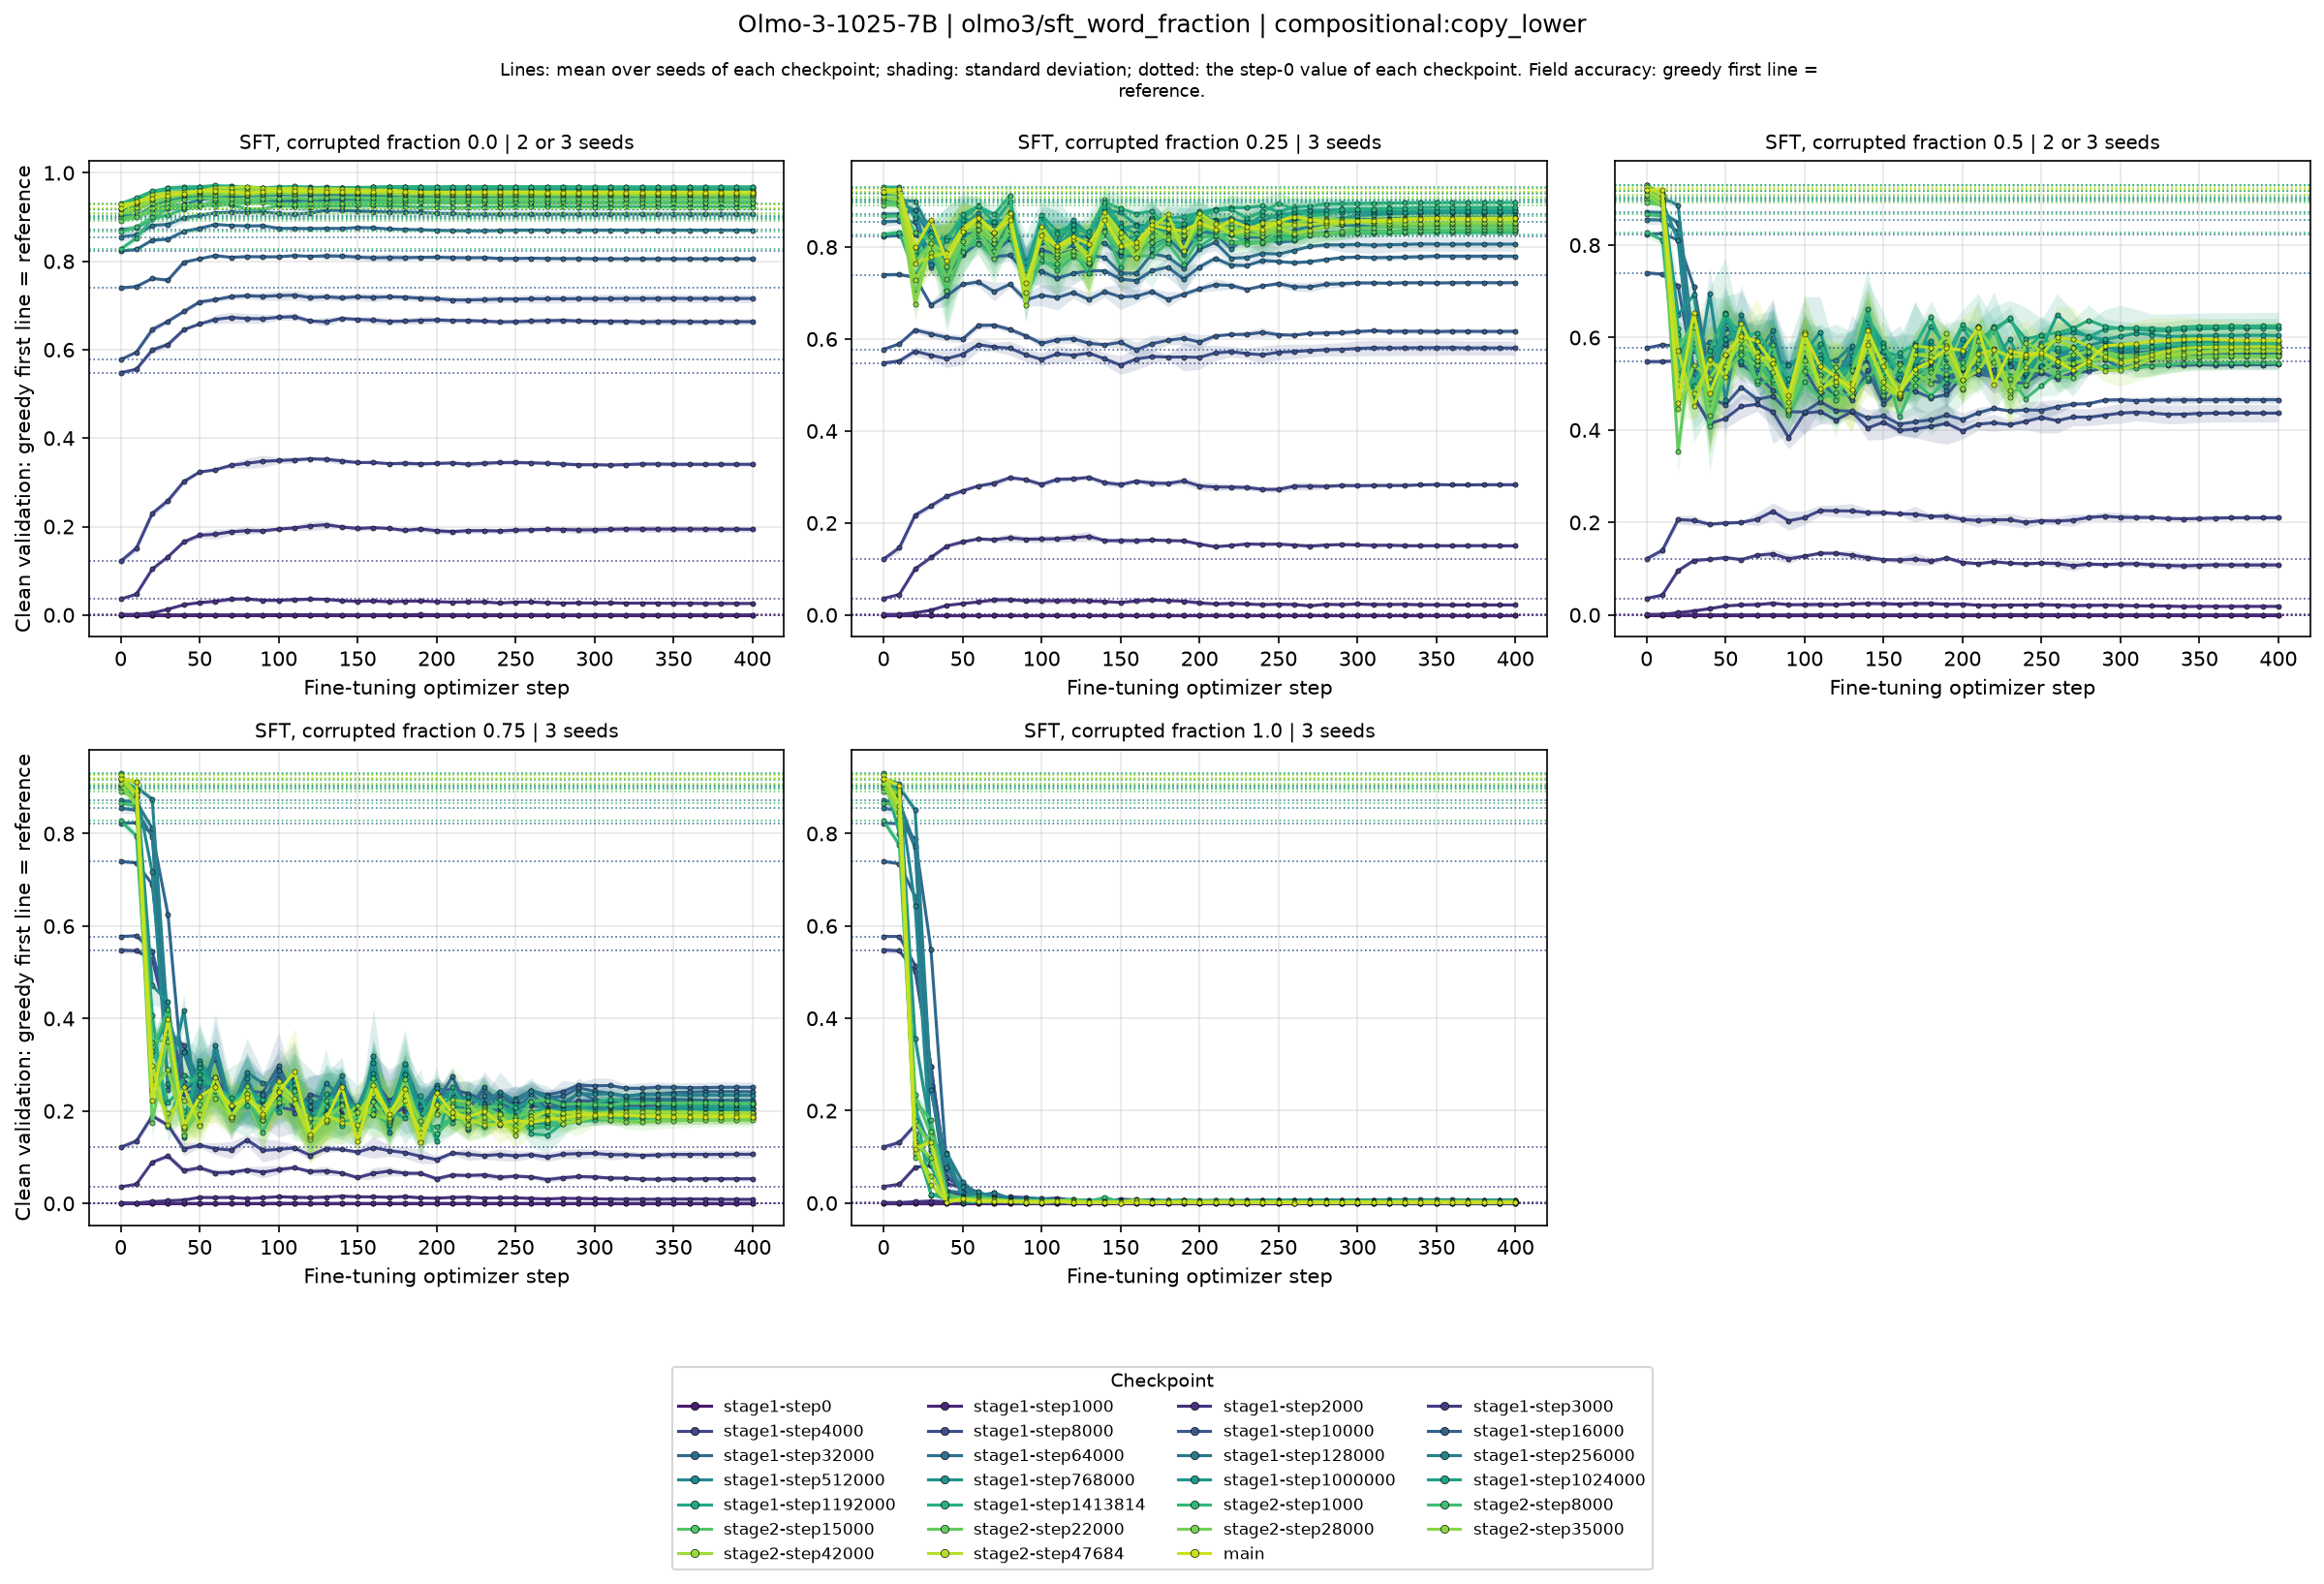 Olmo-3-1025-7B | olmo3/sft_word_fraction | compositional:copy_lower
Lines: mean over seeds of each checkpoint; shading: standard deviation; dotted: the step-0 value of each checkpoint. Field accuracy: greedy first line =
reference.
SFT, corrupted fraction 0.0 | 2 or 3 seeds
Clean validation: greedy first line = reference
1.0
0.8
0.6
0.4
0.2
0.0
0 50 100 150 200 250 300 350 400
Fine-tuning optimizer step
SFT, corrupted fraction 0.25 | 3 seeds
0.8
0.6
0.4
0.2
0.0
0 50 100 150 200 250 300 350 400
Fine-tuning optimizer step
SFT, corrupted fraction 0.5 | 2 or 3 seeds
0.8
0.6
0.4
0.2
0.0
0 50 100 150 200 250 300 350 400
Fine-tuning optimizer step
SFT, corrupted fraction 0.75 | 3 seeds
Clean validation: greedy first line = reference
0.8
0.6
0.4
0.2
0.0
0 50 100 150 200 250 300 350 400
Fine-tuning optimizer step
SFT, corrupted fraction 1.0 | 3 seeds
0.8
0.6
0.4
0.2
0.0
0 50 100 150 200 250 300 350 400
Fine-tuning optimizer step
Checkpoint
stage1-step0 stage1-step1000 stage1-step2000 stage1-step3000
stage1-step4000 stage1-step8000 stage1-step10000 stage1-step16000
stage1-step32000 stage1-step64000 stage1-step128000 stage1-step256000
stage1-step512000 stage1-step768000 stage1-step1000000 stage1-step1024000
stage1-step1192000 stage1-step1413814 stage2-step1000 stage2-step8000
stage2-step15000 stage2-step22000 stage2-step28000 stage2-step35000
stage2-step42000 stage2-step47684 main